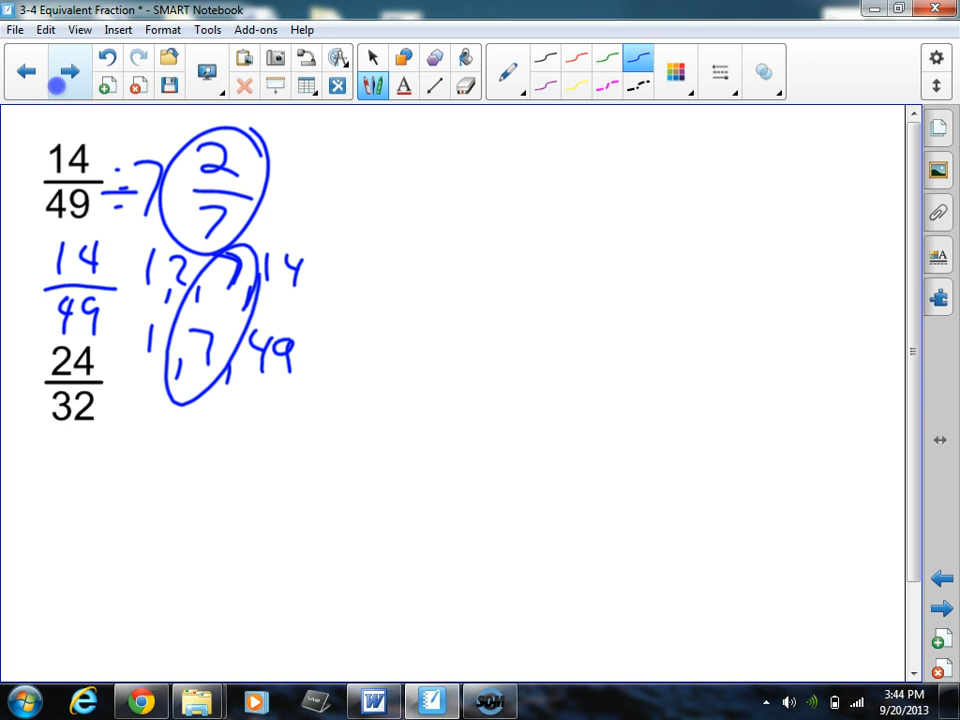 3-4 Equivalent Fraction * - SMART Notebook
File Edit View Insert Format Tools Add-ons Help
14
49
÷7
2
7
14
49
1, 2, 7, 14
1, 7, 49
24
32
3:44 PM
9/20/2013